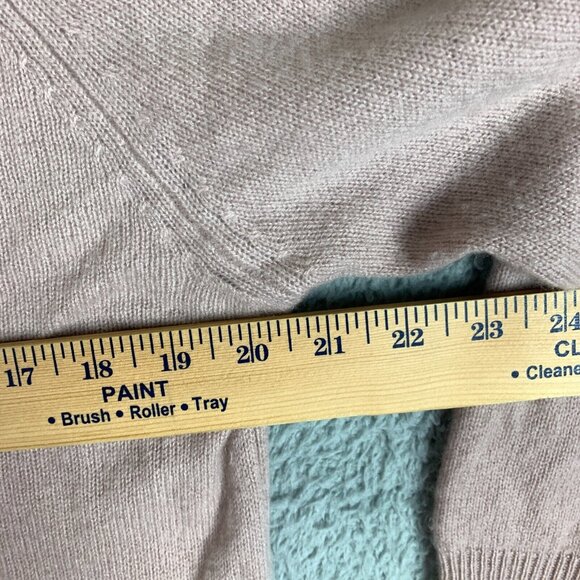 17 18 19 20 21 22 23 24
PAINT
• Brush • Roller • Tray
CL
• Cleane